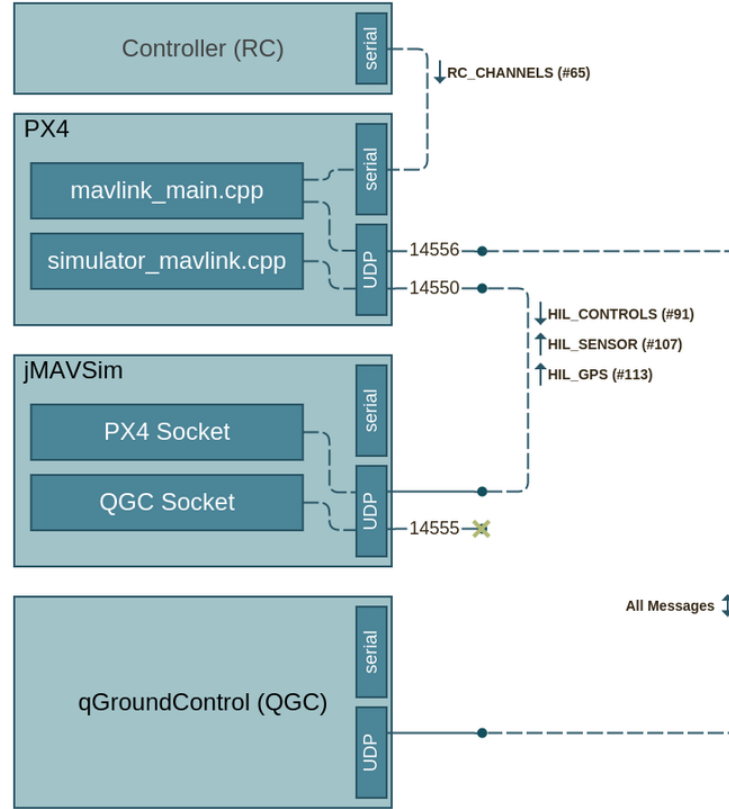 Controller (RC)
serial
RC_CHANNELS (#65)
PX4
serial
mavlink_main.cpp
simulator_mavlink.cpp
UDP
14556
14550
HIL_CONTROLS (#91)
HIL_SENSOR (#107)
HIL_GPS (#113)
jMAVSim
serial
PX4 Socket
QGC Socket
UDP
14555
All Messages
serial
qGroundControl (QGC)
UDP